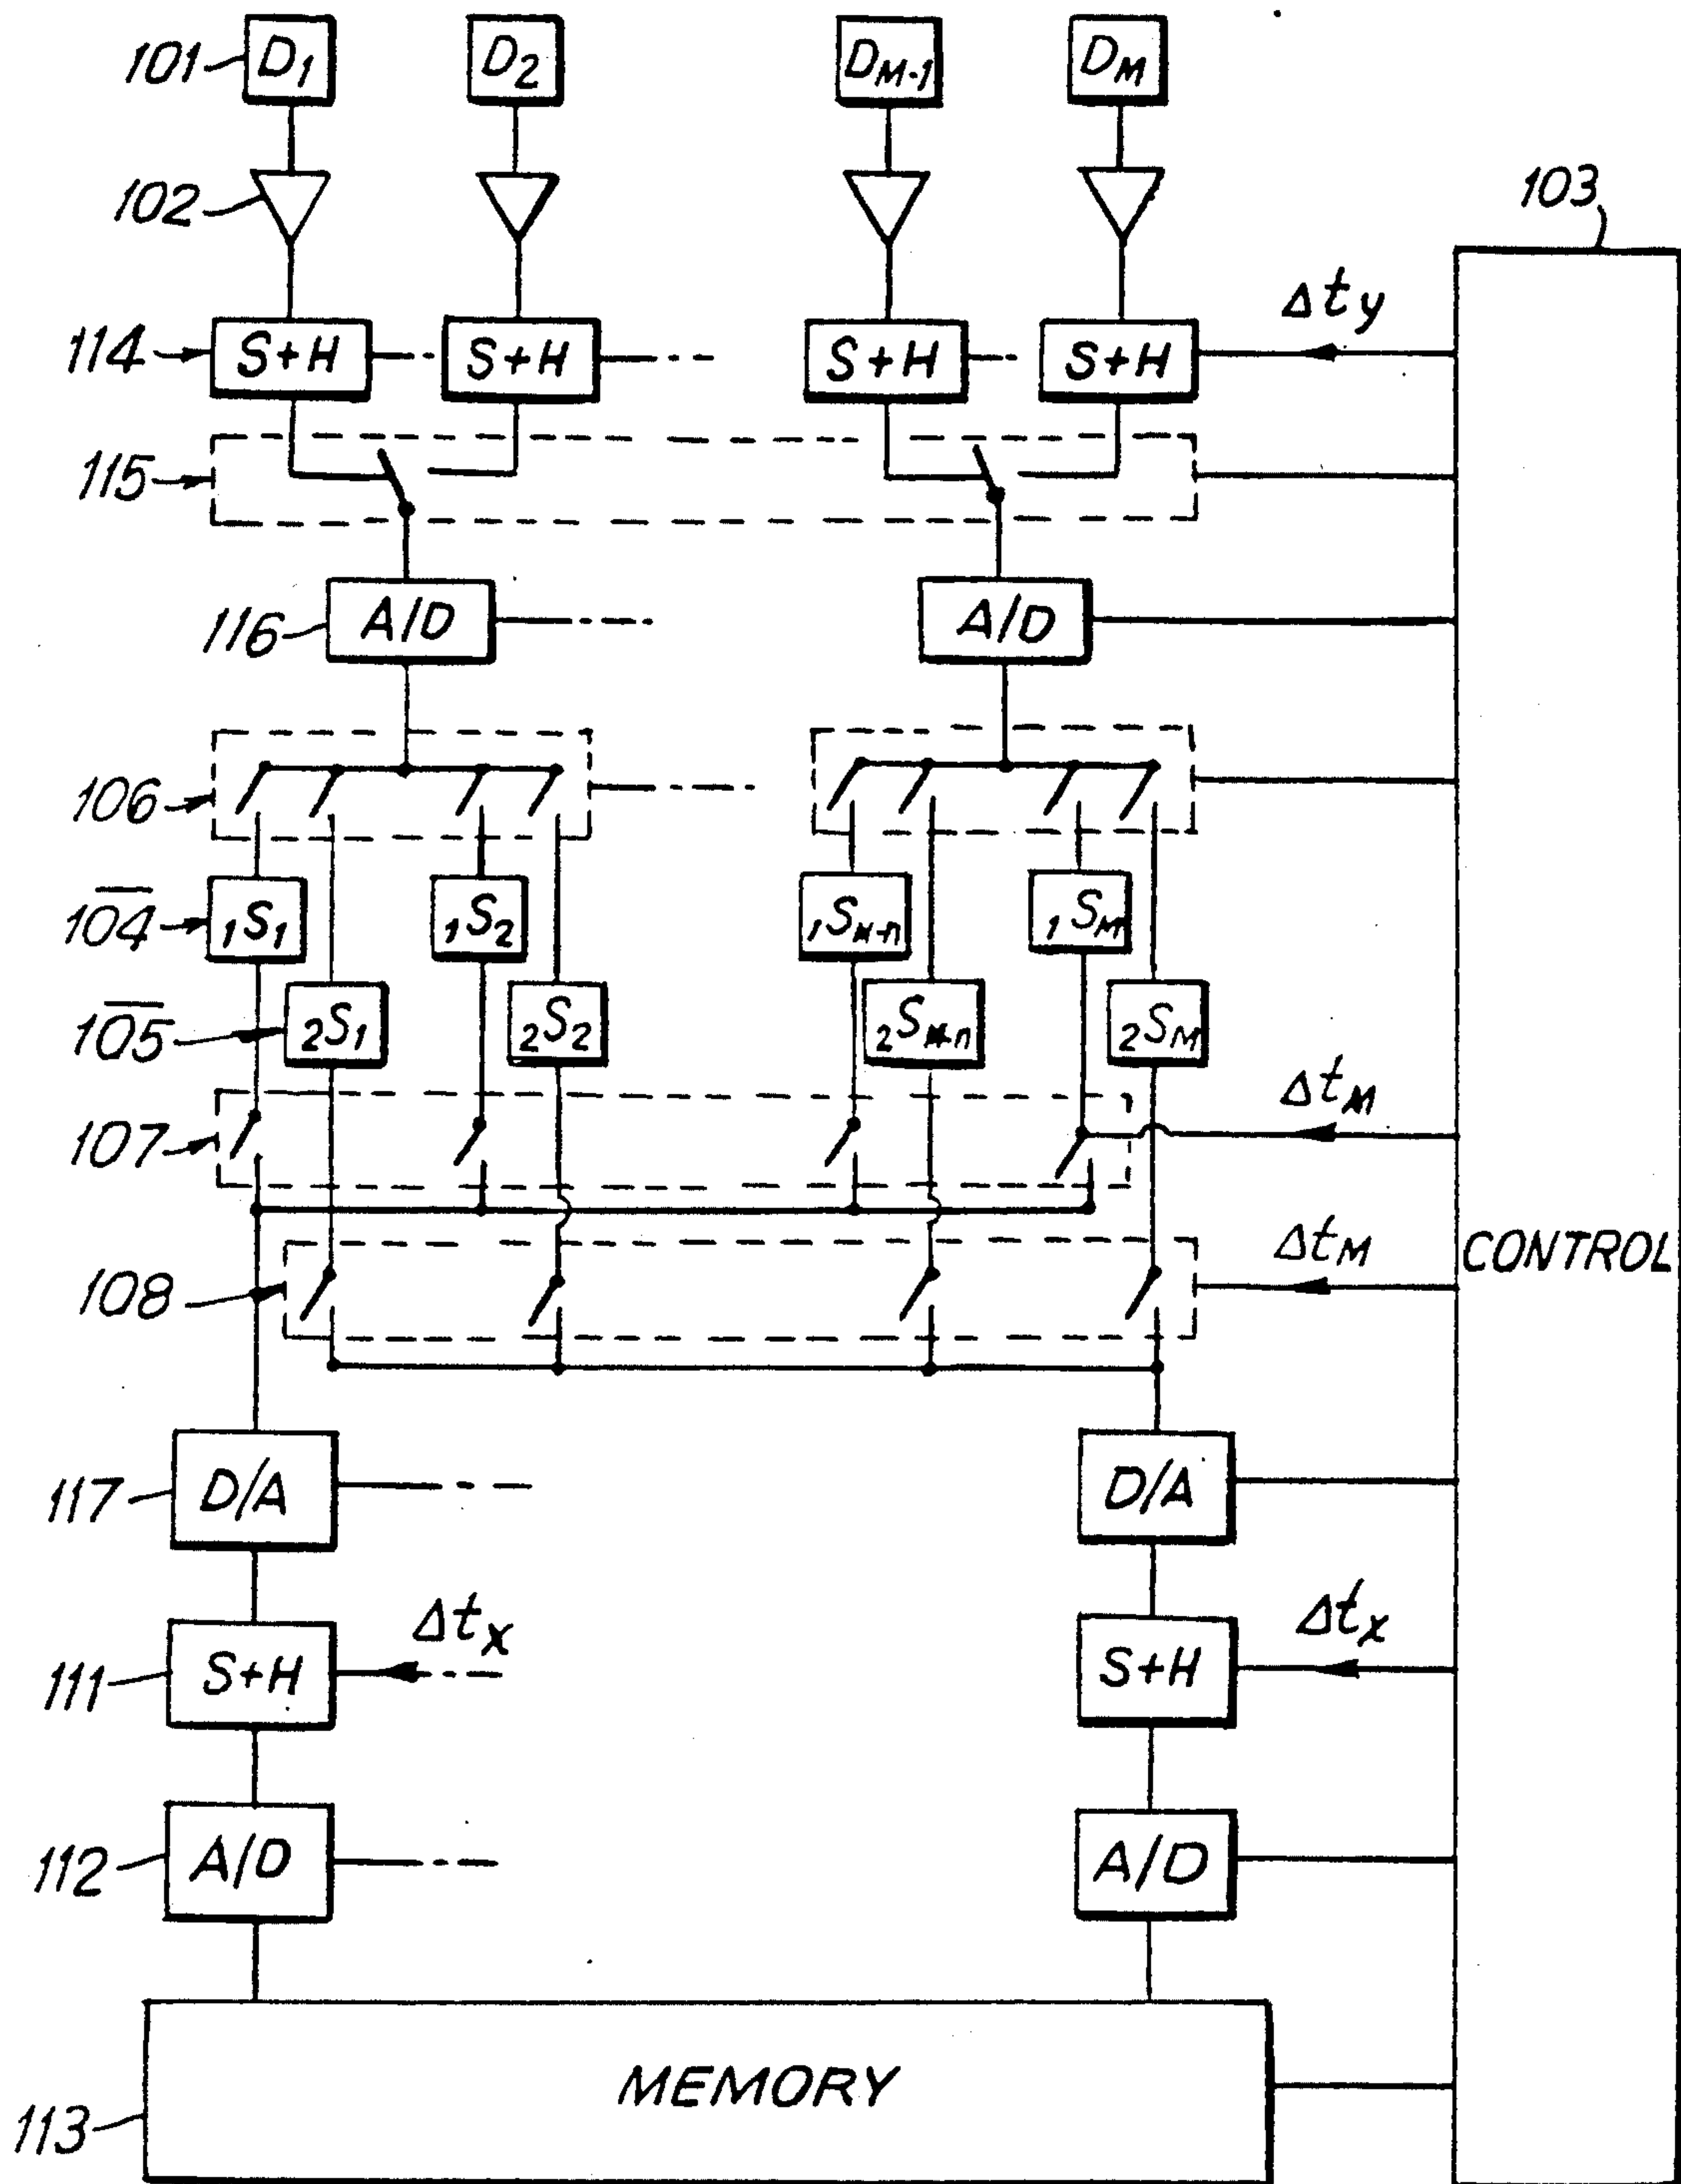 101 D1 D2 DM-1 DM
102
103
114 S+H S+H S+H S+H Δty
115
116 A/D A/D
106
104 1S1 1S2 1SM-n 1SM
105 2S1 2S2 2SM-n 2SM
107 ΔtM
108 ΔtM
CONTROL
117 D/A D/A
111 S+H Δtx S+H Δtx
112 A/D A/D
MEMORY
113